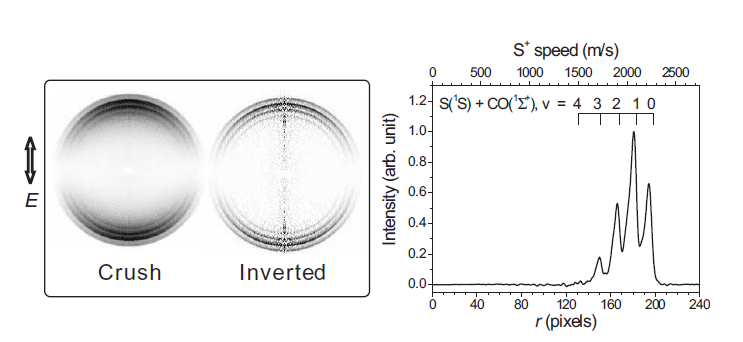 E
Crush Inverted
S⁺ speed (m/s)
0 500 1000 1500 2000 2500
S(¹S) + CO(¹Σ⁺), v = 4 3 2 1 0
Intensity (arb. unit)
1.2
1.0
0.8
0.6
0.4
0.2
0.0
0 40 80 120 160 200 240
r (pixels)